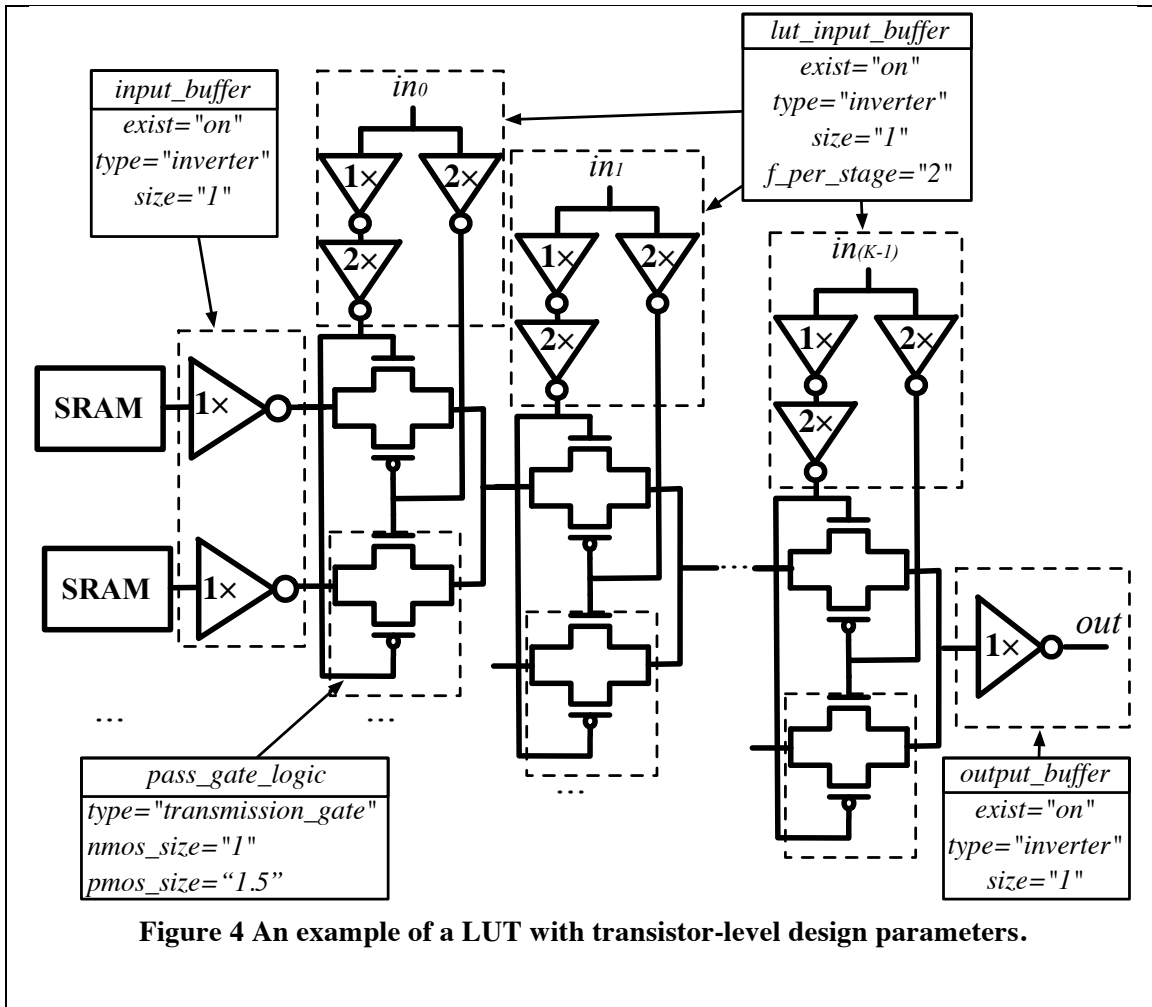 lut_input_buffer
exist="on"
type="inverter"
size="1"
f_per_stage="2"
input_buffer
exist="on"
type="inverter"
size="1"
in0
1×
2×
2×
in1
1×
2×
2×
in(K-1)
1×
2×
2×
SRAM
1×
SRAM
1×
...
...
...
...
1×
out
pass_gate_logic
type="transmission_gate"
nmos_size="1"
pmos_size=“1.5”
output_buffer
exist="on"
type="inverter"
size="1"
Figure 4 An example of a LUT with transistor-level design parameters.